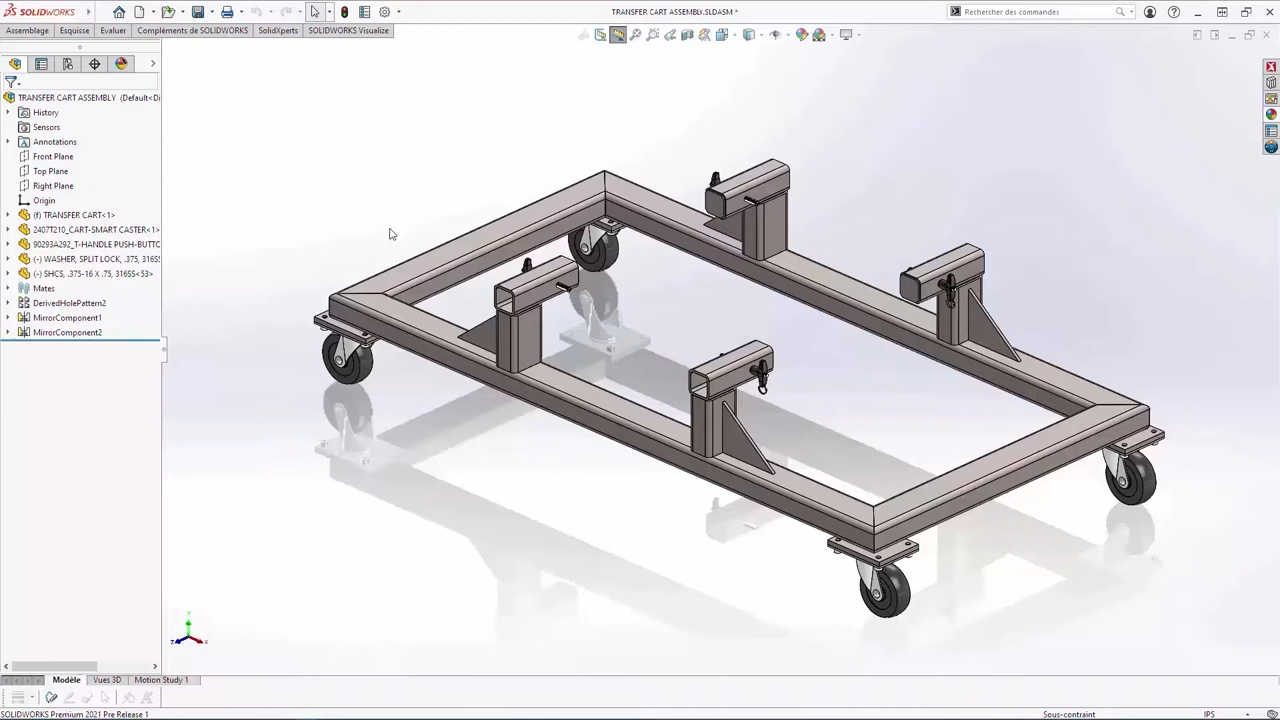 SOLIDWORKS
TRANSFER CART ASSEMBLY.SLDASM *
Rechercher des commandes
Assemblage
Esquisse
Evaluer
Compléments de SOLIDWORKS
SolidXperts
SOLIDWORKS Visualize
TRANSFER CART ASSEMBLY (Default<Di
History
Sensors
Annotations
Front Plane
Top Plane
Right Plane
Origin
(f) TRANSFER CART<1>
2407T210_CART-SMART CASTER<1>
90293A292_T-HANDLE PUSH-BUTTO
(-) WASHER, SPLIT LOCK, .375, 316SS
(-) SHCS, .375-16 X .75, 316SS<53>
Mates
DerivedHolePattern2
MirrorComponent1
MirrorComponent2
Modèle
Vues 3D
Motion Study 1
SOLIDWORKS Premium 2021 Pre Release 1
Sous-contraint
IPS